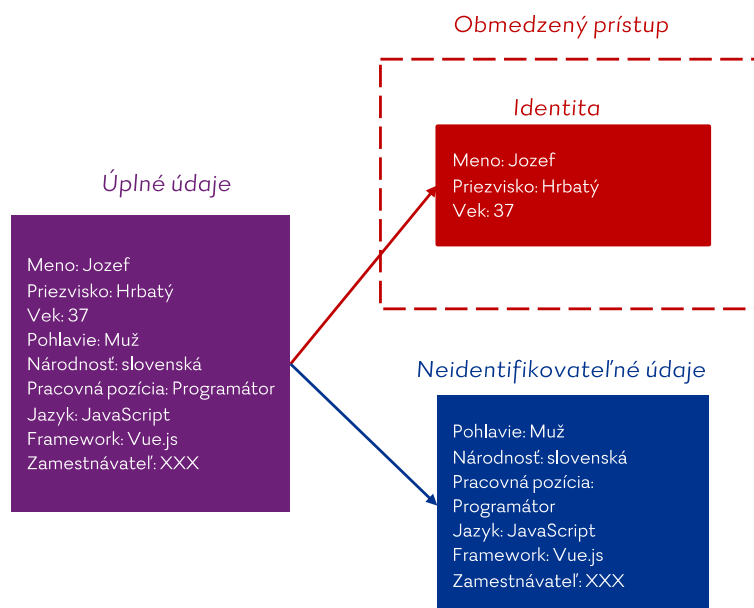 Obmedzený prístup
Identita
Meno: Jozef
Priezvisko: Hrbatý
Vek: 37
Úplné údaje
Meno: Jozef
Priezvisko: Hrbatý
Vek: 37
Pohlavie: Muž
Národnosť: slovenská
Pracovná pozícia: Programátor
Jazyk: JavaScript
Framework: Vue.js
Zamestnávateľ: XXX
Neidentifikovateľné údaje
Pohlavie: Muž
Národnosť: slovenská
Pracovná pozícia:
Programátor
Jazyk: JavaScript
Framework: Vue.js
Zamestnávateľ: XXX